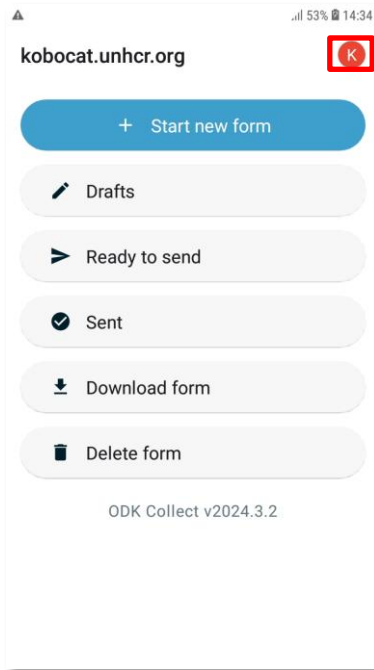 53% 14:34
kobocat.unhcr.org
K
+ Start new form
Drafts
Ready to send
Sent
Download form
Delete form
ODK Collect v2024.3.2